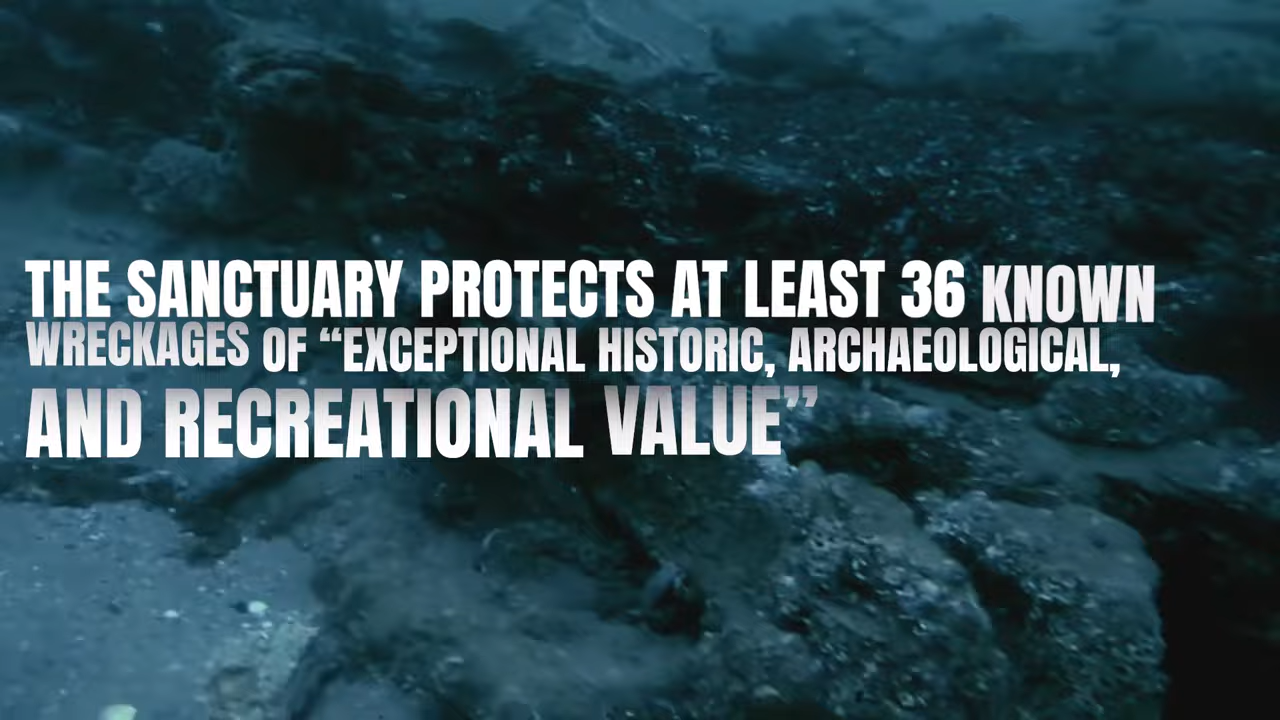 THE SANCTUARY PROTECTS AT LEAST 36 KNOWN
WRECKAGES OF “EXCEPTIONAL HISTORIC, ARCHAEOLOGICAL,
AND RECREATIONAL VALUE”